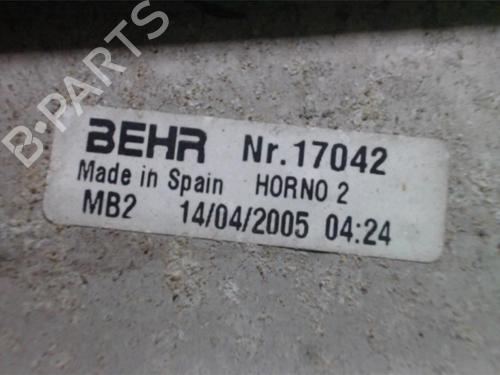 B-PARTS
BEHR Nr.17042
Made in Spain HORNO 2
MB2 14/04/2005 04:24